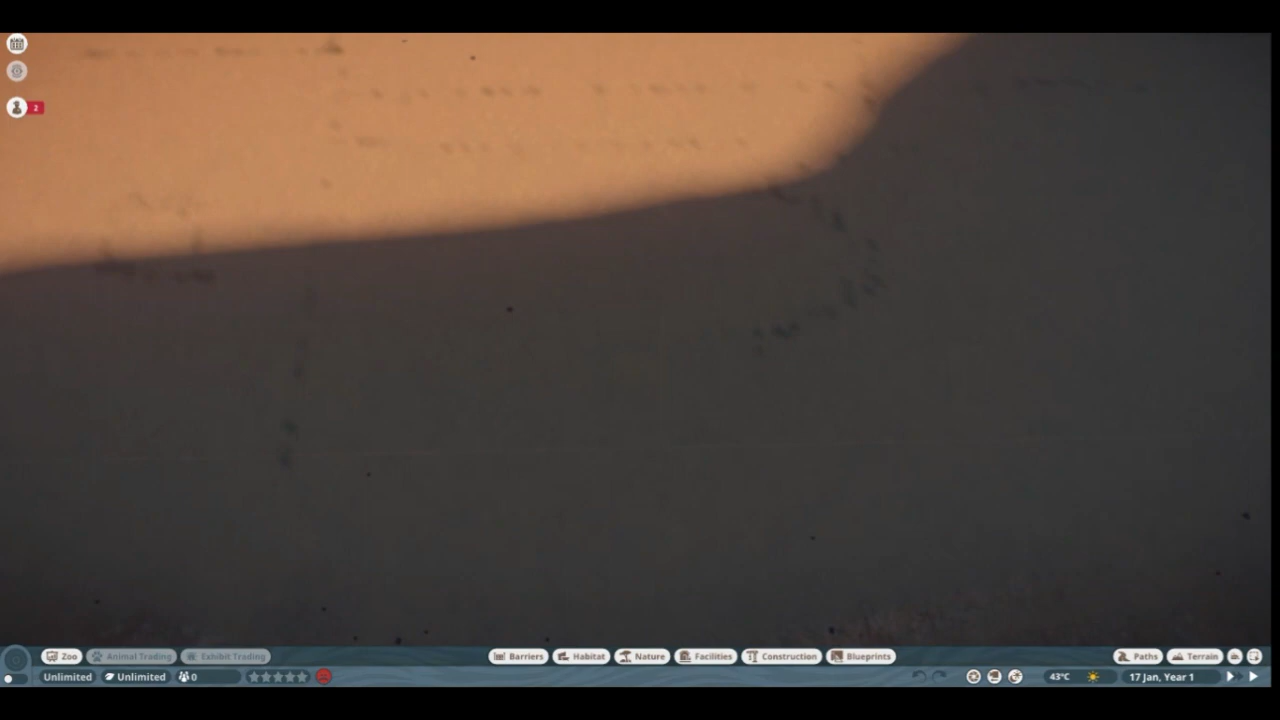 2
Zoo Animal Trading Exhibit Trading Barriers Habitat Nature Facilities Construction Blueprints Paths Terrain
Unlimited Unlimited 0 43°C 17 Jan, Year 1